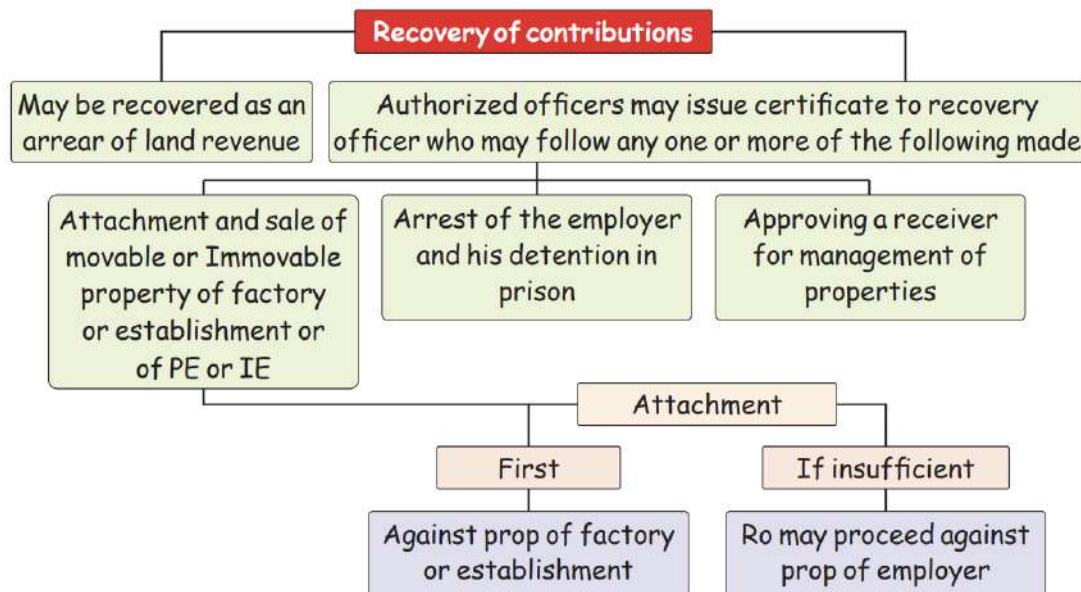 Recovery of contributions
May be recovered as an
arrear of land revenue
Authorized officers may issue certificate to recovery
officer who may follow any one or more of the following made
Attachment and sale of
movable or Immovable
property of factory
or establishment or
of PE or IE
Arrest of the employer
and his detention in
prison
Approving a receiver
for management of
properties
Attachment
First
If insufficient
Against prop of factory
or establishment
Ro may proceed against
prop of employer